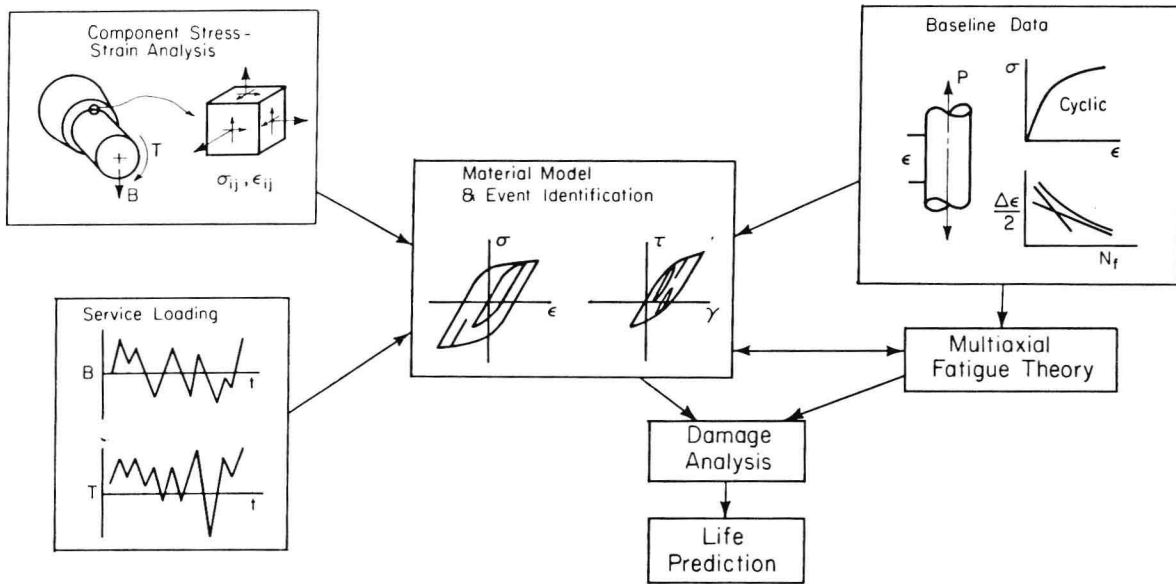 Component Stress-
Strain Analysis
T
B
σij, ϵij
Service Loading
B
t
T
t
Material Model
& Event Identification
σ
ϵ
τ
γ
Baseline Data
P
ϵ
σ
Cyclic
ϵ
Δϵ
2
Nf
Multiaxial
Fatigue Theory
Damage
Analysis
Life
Prediction